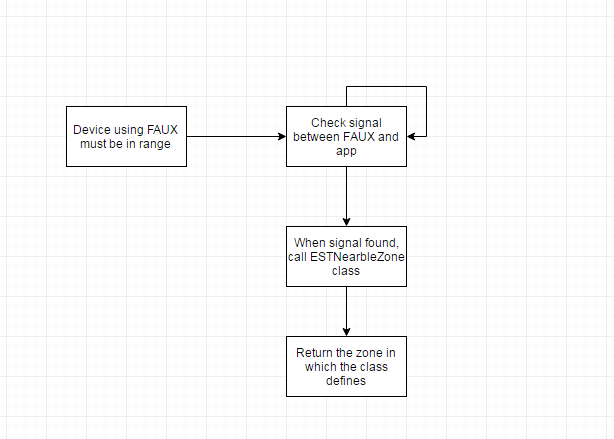 Device using FAUX
must be in range
Check signal
between FAUX and
app
When signal found,
call ESTNearbleZone
class
Return the zone in
which the class
defines